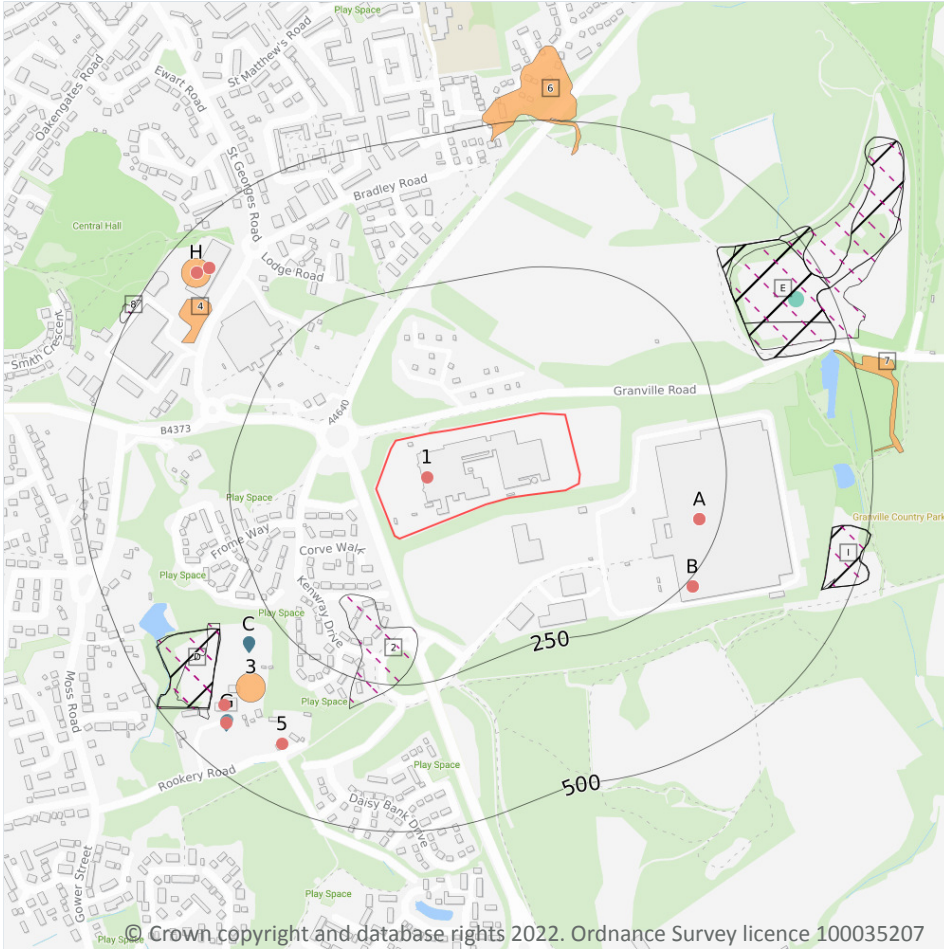 Play Space
St Matthew's Road
Ewart Road
Oakengates Road
6
St Georges Road
Bradley Road
Central Hall
H
Lodge Road
E
8
4
Smith Crescent
7
Granville Road
A4640
B4373
1
Play Space
A
Granville Country Park
Frome Way
Corve Walk
I
Play Space
B
Kenwray Drive
Play Space
C
250
2
D
3
Moss Road
Play Space
G
5
Play Space
Rookery Road
500
Daisy Bank Drive
Gower Street
Play Space
Play Space
© Crown copyright and database rights 2022. Ordnance Survey licence 100035207